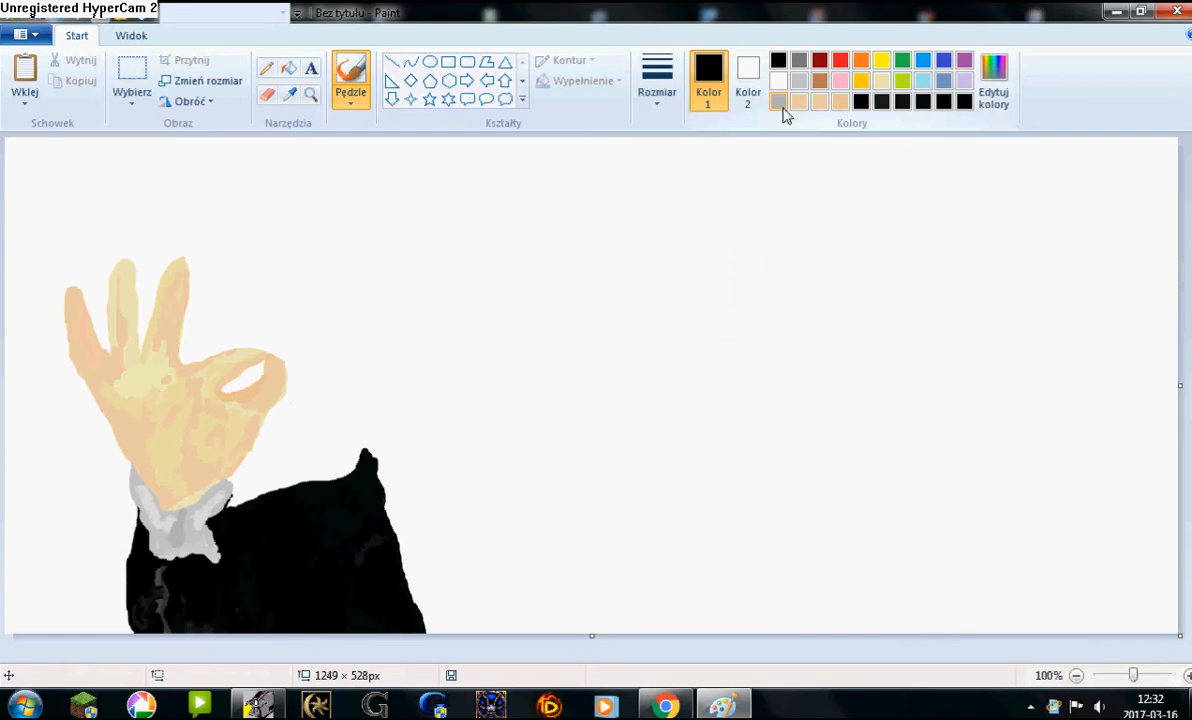 Unregistered HyperCam 2
Bez tytułu - Paint
Start
Widok
Wklej
Wytnij
Kopiuj
Schowek
Wybierz
Przytnij
Zmień rozmiar
Obróć
Obraz
A
Narzędzia
Pędzle
Kształty
Kontur
Wypełnienie
Rozmiar
Kolor
1
Kolor
2
Kolory
Edytuj
kolory
1249 × 528px
100%
12:32
2017-03-16